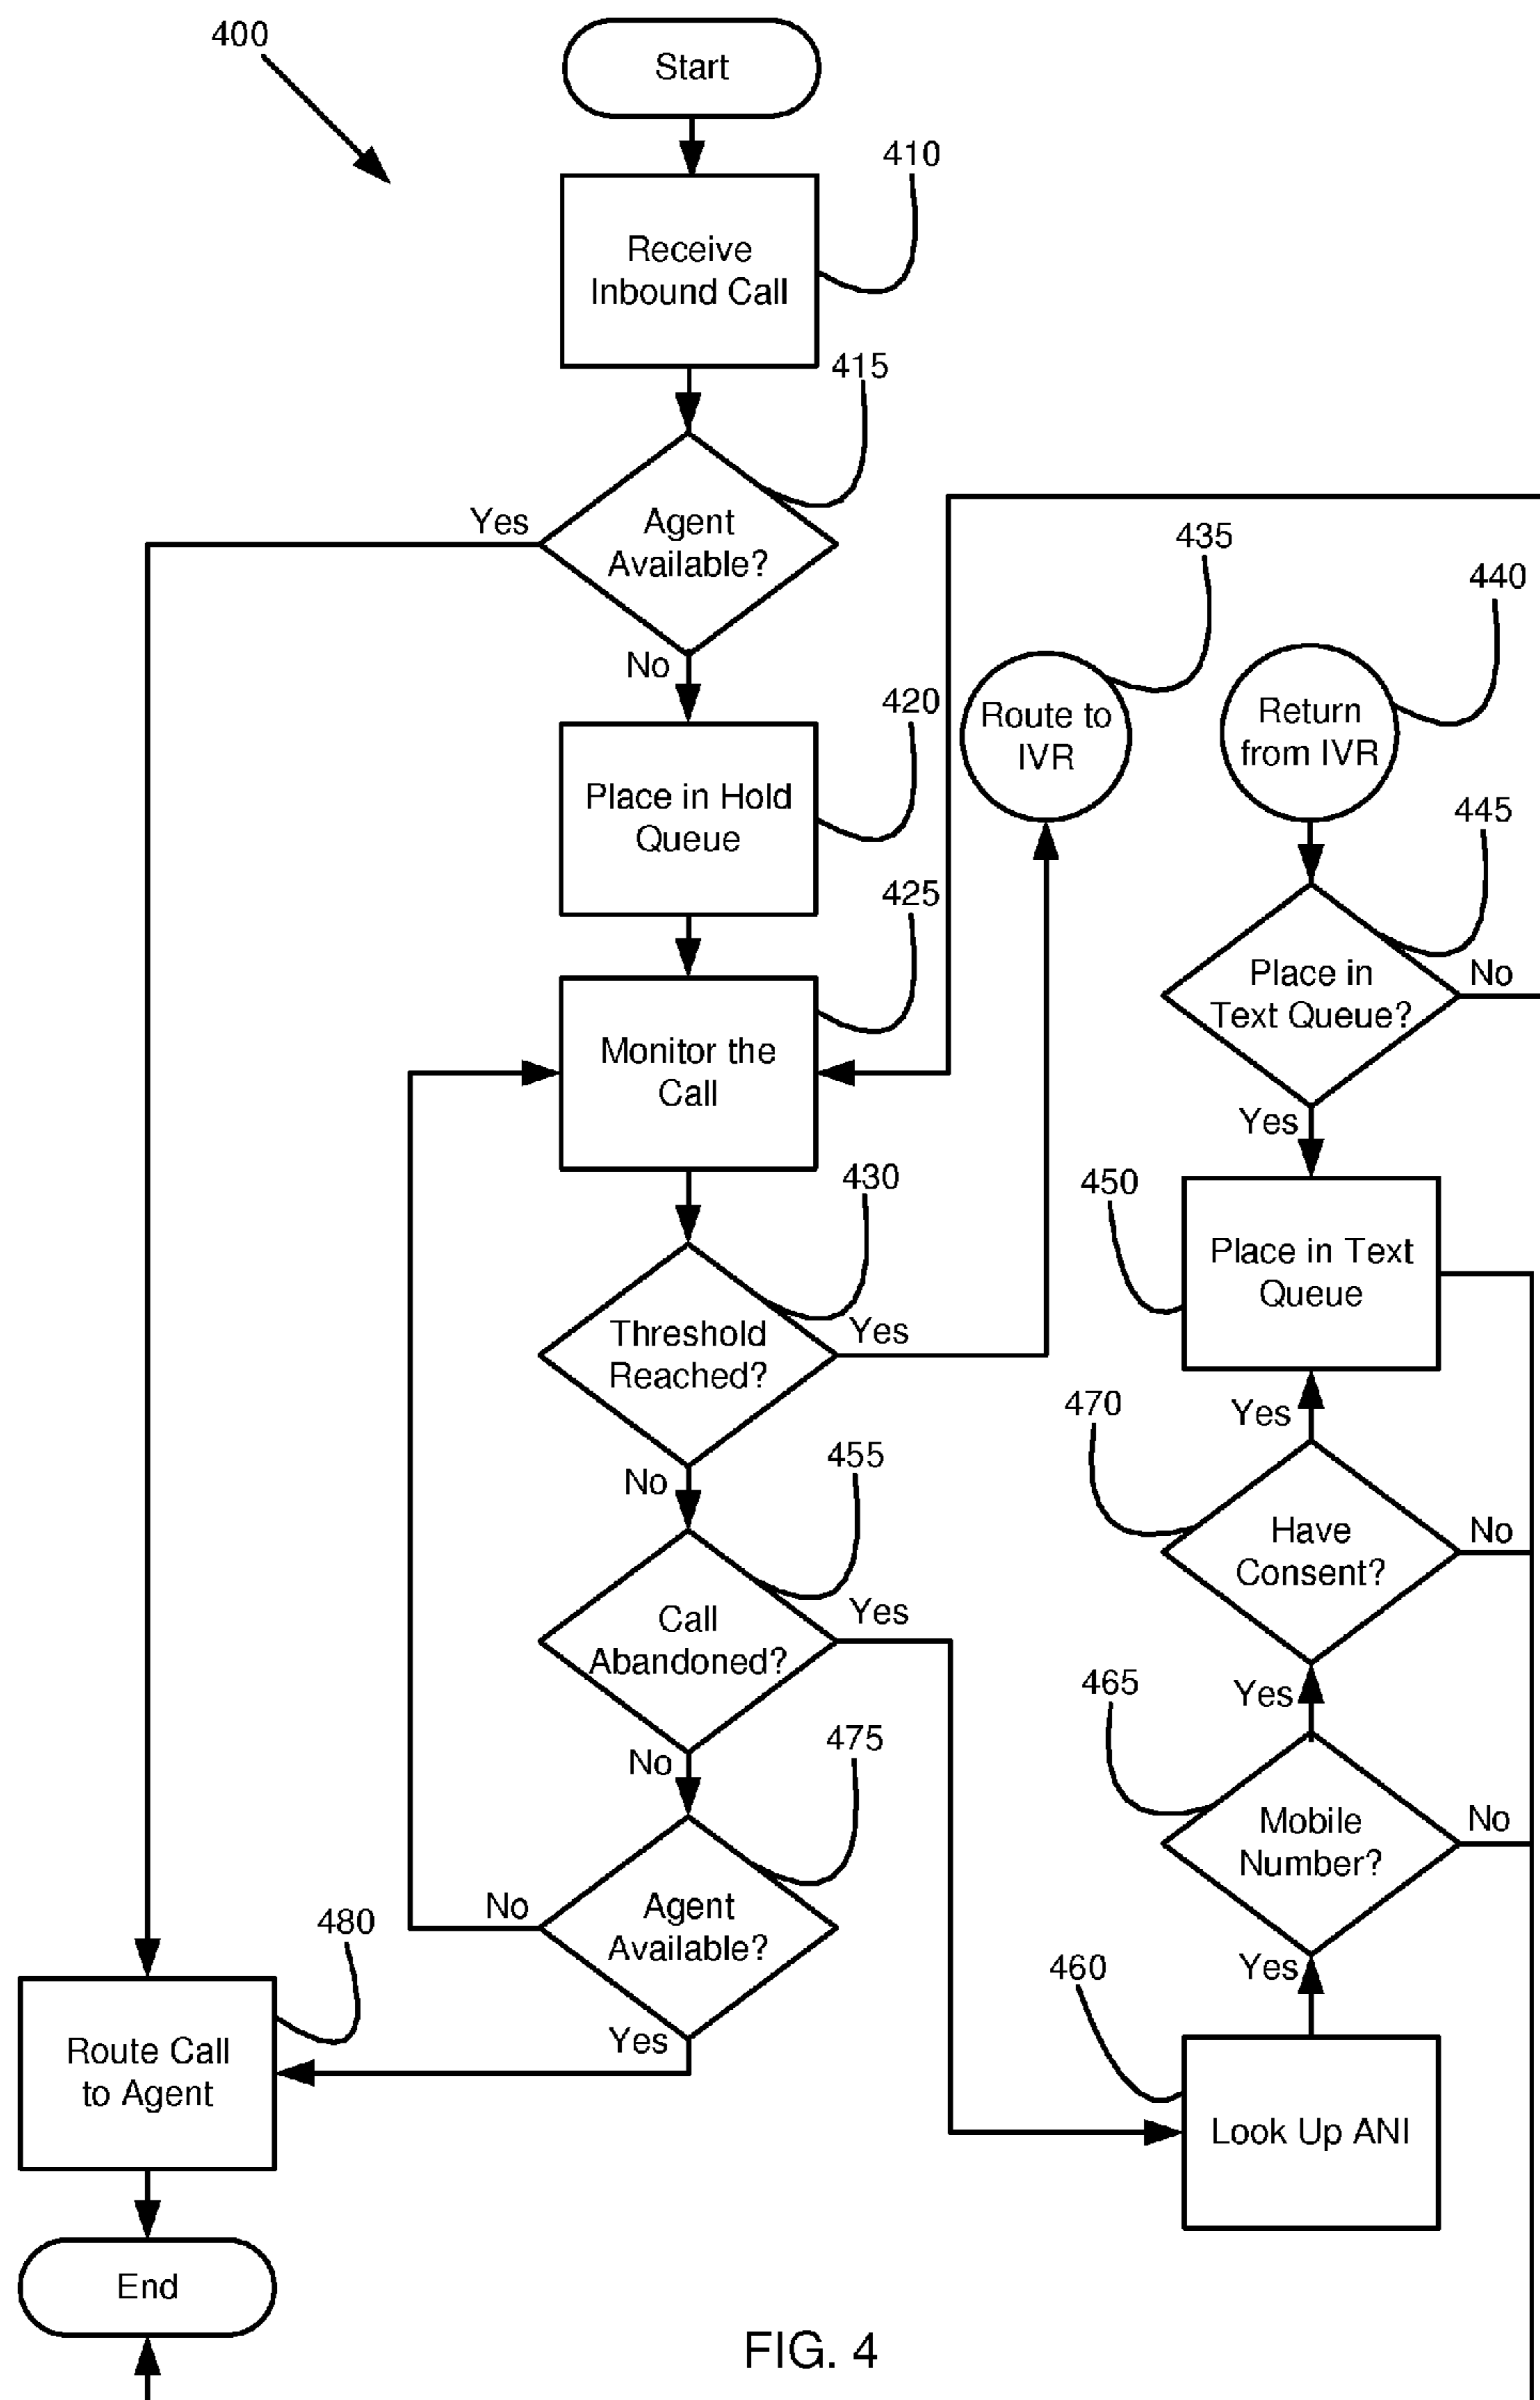 400
Start
410
Receive
Inbound Call
415
Agent
Available?
Yes
No
420
Place in Hold
Queue
425
Monitor the
Call
430
Threshold
Reached?
Yes
No
435
Route to
IVR
440
Return
from IVR
445
Place in
Text Queue?
No
Yes
450
Place in Text
Queue
470
Yes
Have
Consent?
No
465
Yes
Mobile
Number?
No
460
Yes
Look Up ANI
455
Call
Abandoned?
Yes
No
475
Agent
Available?
No
Yes
480
Route Call
to Agent
End
FIG. 4